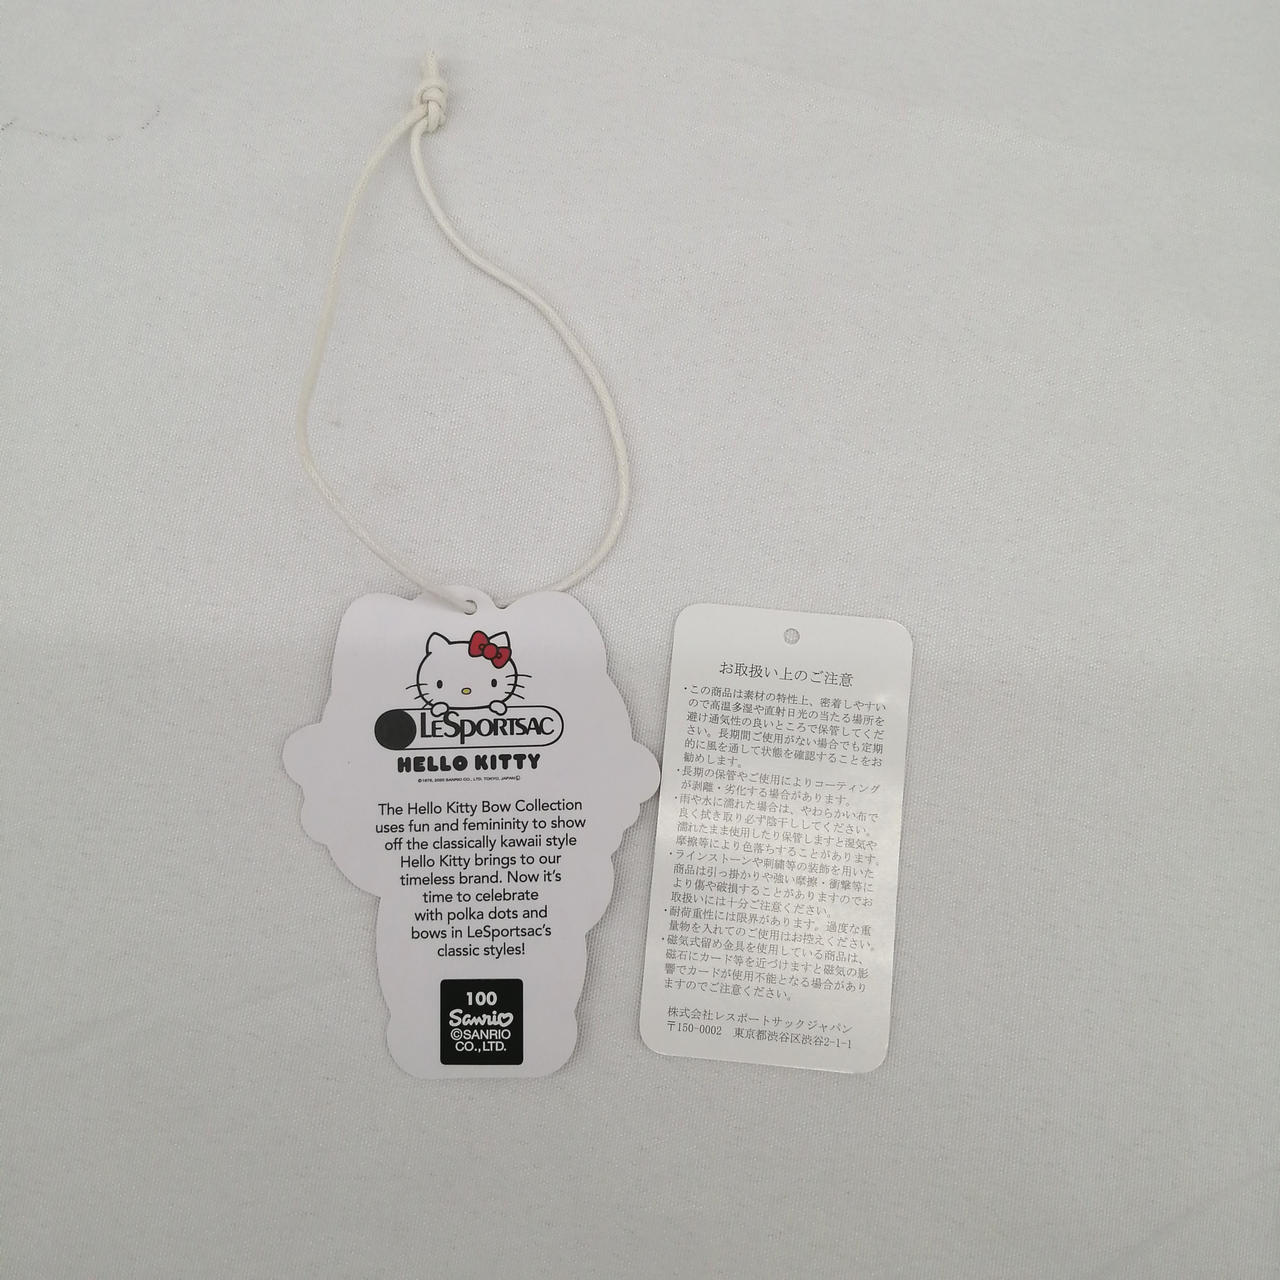 LESPORTSAC
HELLO KITTY
©1976, 2020 SANRIO CO., LTD. TOKYO, JAPAN Ⓛ
The Hello Kitty Bow Collection
uses fun and femininity to show
off the classically kawaii style
Hello Kitty brings to our
timeless brand. Now it's
time to celebrate
with polka dots and
bows in LeSportsac's
classic styles!
100
Sanrio
©SANRIO
CO.,LTD.
お取扱い上のご注意
・この商品は素材の特性上、密着しやすい
ので高温多湿や直射日光の当たる場所を
避け通気性の良いところで保管してくだ
さい。長期間ご使用がない場合でも定期
的に風を通して状態を確認することをお
勧めします。
・長期の保管やご使用によりコーティング
が剥離・劣化する場合があります。
・雨や水に濡れた場合は、やわらかい布で
良く拭き取り必ず陰干ししてください。
濡れたまま使用したり保管しますと湿気や
摩擦等により色落ちすることがあります。
・ラインストーンや刺繍等の装飾を用いた
商品は引っ掛かりや強い摩擦・衝撃等に
より傷や破損することがありますのでお
取扱いには十分ご注意ください。
・耐荷重性には限界があります。過度な重
量物を入れてのご使用はお控えください。
・磁気式留め金具を使用している商品は、
磁石にカード等を近づけますと磁気の影
響でカードが使用不能となる場合があり
ますのでご注意ください。
株式会社レスポートサックジャパン
〒150-0002 東京都渋谷区渋谷2-1-1